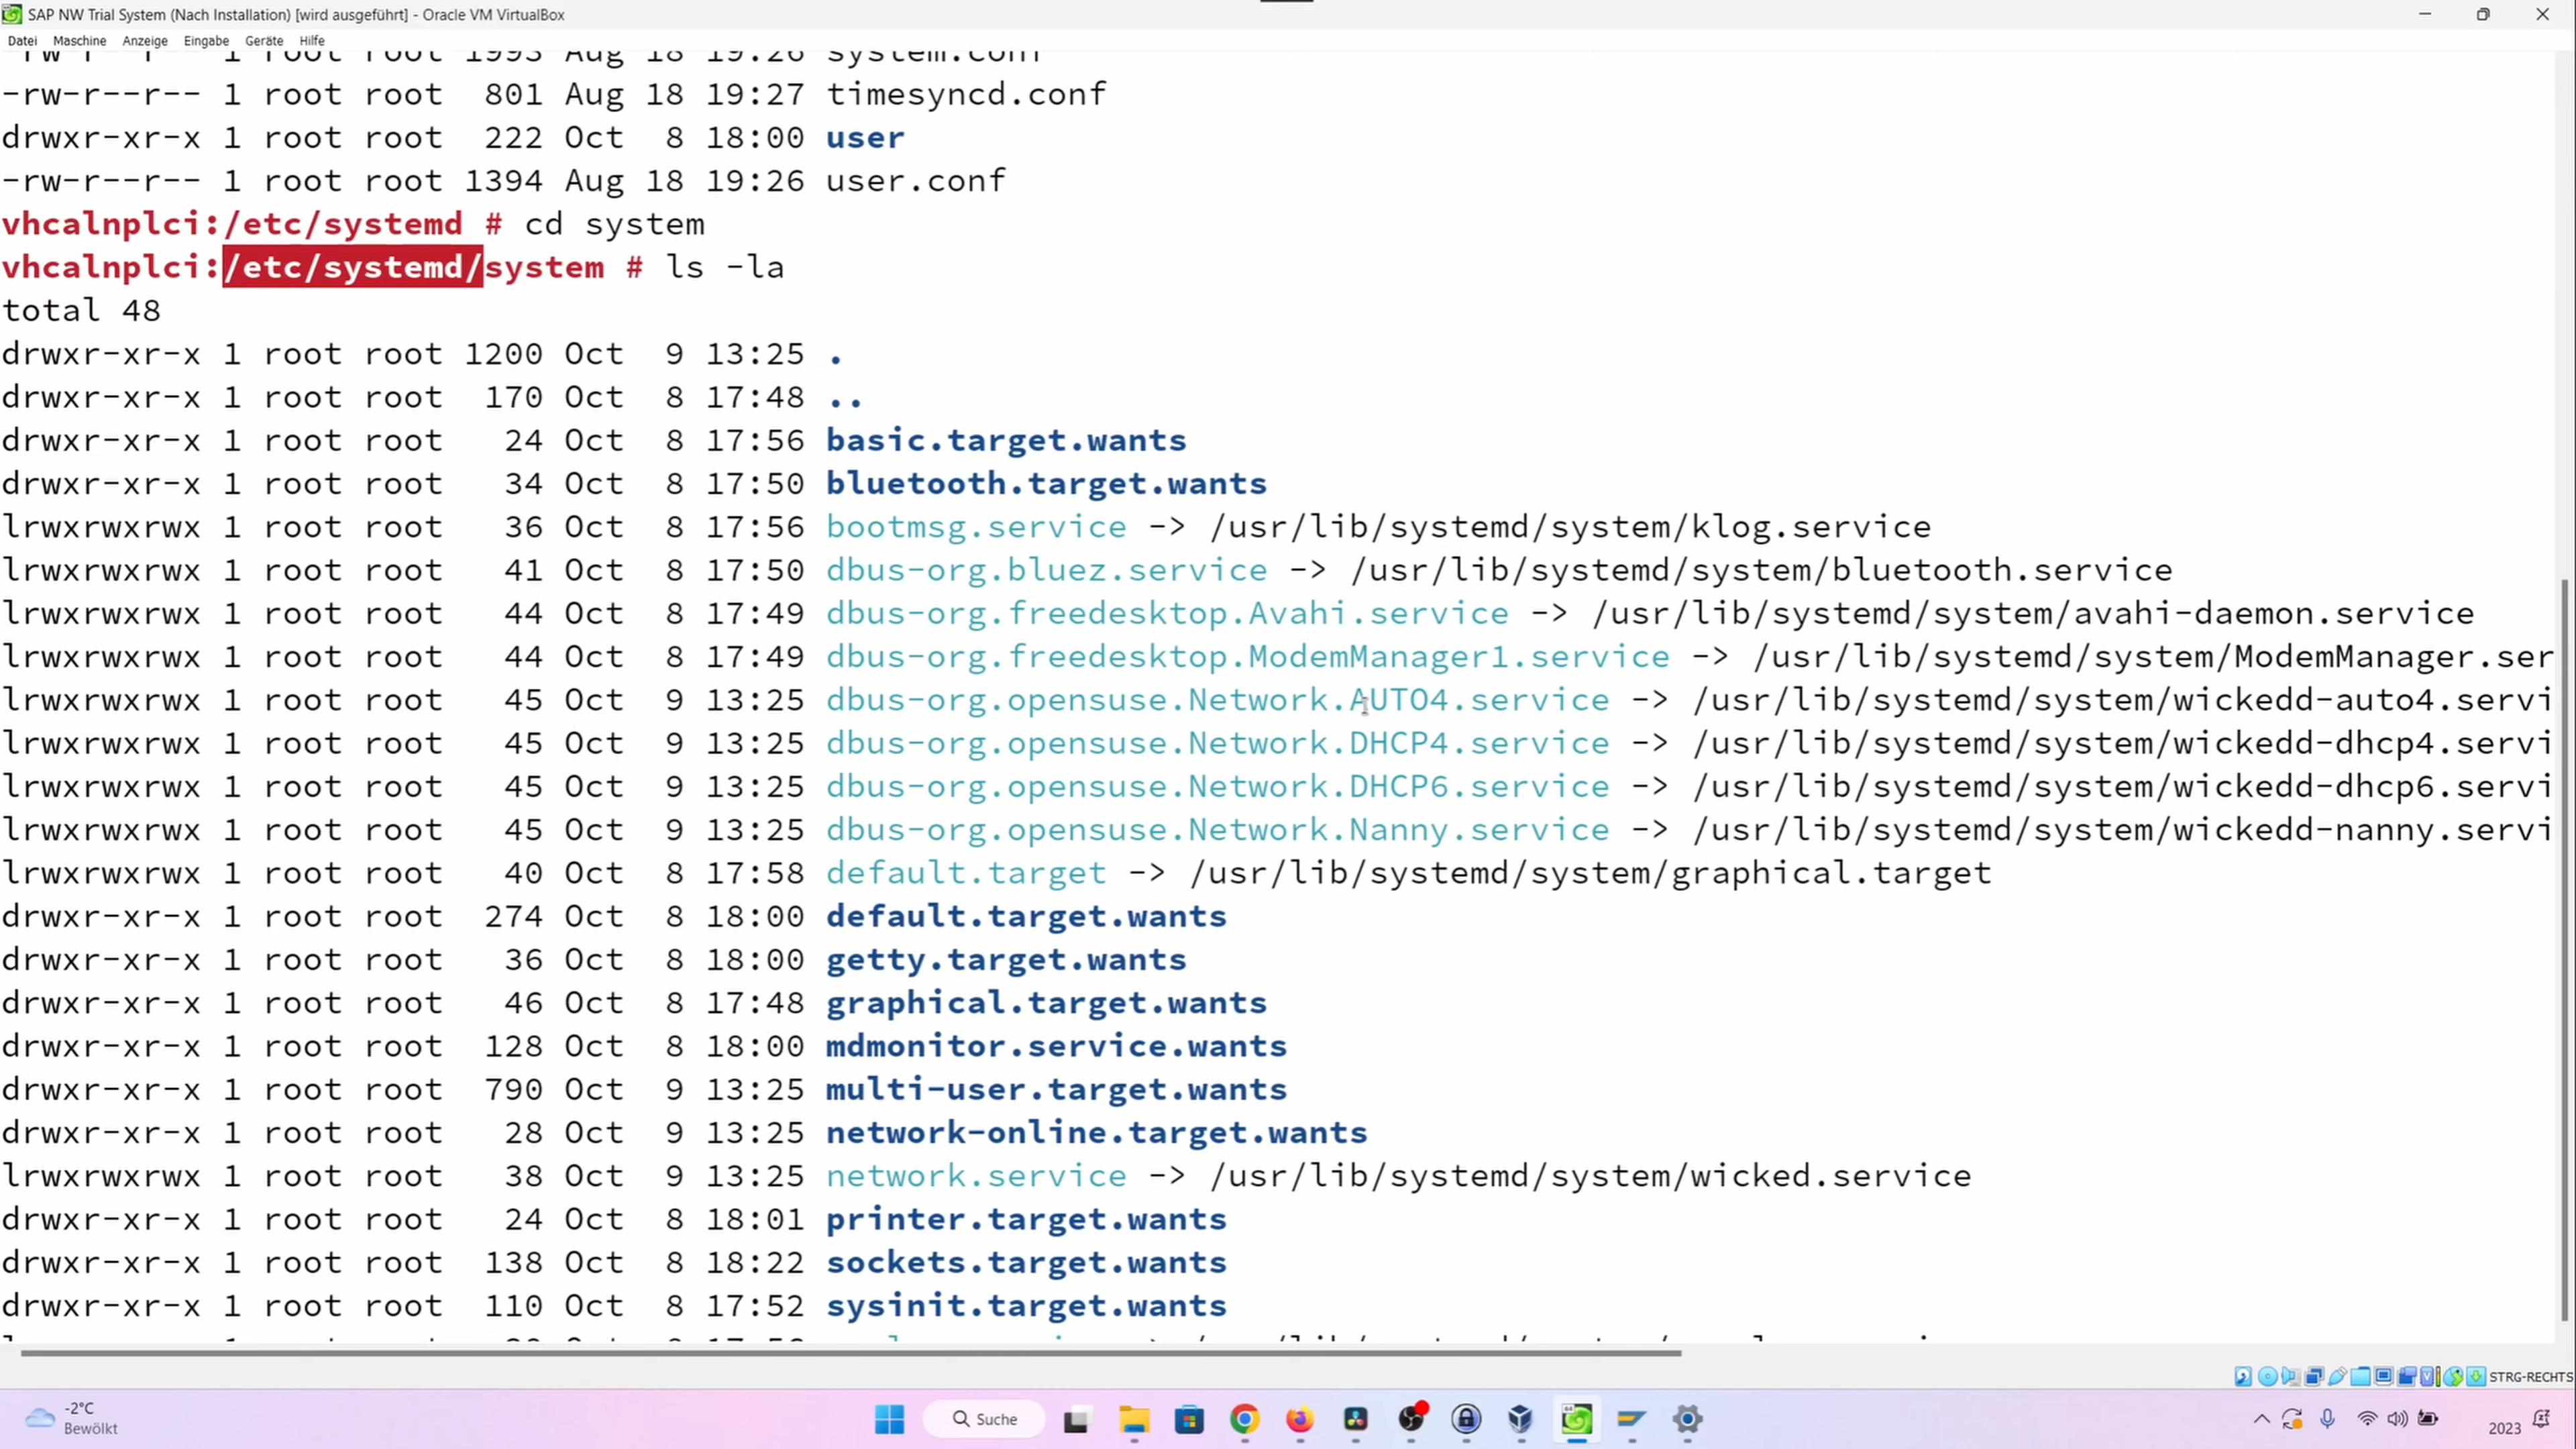 SAP NW Trial System (Nach Installation) [wird ausgeführt] - Oracle VM VirtualBox
Datei Maschine Anzeige Eingabe Geräte Hilfe
-rw-r--r-- 1 root root 1993 Aug 18 19:26 system.conf
-rw-r--r-- 1 root root 801 Aug 18 19:27 timesyncd.conf
drwxr-xr-x 1 root root 222 Oct 8 18:00 user
-rw-r--r-- 1 root root 1394 Aug 18 19:26 user.conf
vhcalnplci:/etc/systemd # cd system
vhcalnplci:/etc/systemd/system # ls -la
total 48
drwxr-xr-x 1 root root 1200 Oct 9 13:25 .
drwxr-xr-x 1 root root 170 Oct 8 17:48 ..
drwxr-xr-x 1 root root 24 Oct 8 17:56 basic.target.wants
drwxr-xr-x 1 root root 34 Oct 8 17:50 bluetooth.target.wants
lrwxrwxrwx 1 root root 36 Oct 8 17:56 bootmsg.service -> /usr/lib/systemd/system/klog.service
lrwxrwxrwx 1 root root 41 Oct 8 17:50 dbus-org.bluez.service -> /usr/lib/systemd/system/bluetooth.service
lrwxrwxrwx 1 root root 44 Oct 8 17:49 dbus-org.freedesktop.Avahi.service -> /usr/lib/systemd/system/avahi-daemon.service
lrwxrwxrwx 1 root root 44 Oct 8 17:49 dbus-org.freedesktop.ModemManager1.service -> /usr/lib/systemd/system/ModemManager.ser
lrwxrwxrwx 1 root root 45 Oct 9 13:25 dbus-org.opensuse.Network.AUTO4.service -> /usr/lib/systemd/system/wickedd-auto4.servi
lrwxrwxrwx 1 root root 45 Oct 9 13:25 dbus-org.opensuse.Network.DHCP4.service -> /usr/lib/systemd/system/wickedd-dhcp4.servi
lrwxrwxrwx 1 root root 45 Oct 9 13:25 dbus-org.opensuse.Network.DHCP6.service -> /usr/lib/systemd/system/wickedd-dhcp6.servi
lrwxrwxrwx 1 root root 45 Oct 9 13:25 dbus-org.opensuse.Network.Nanny.service -> /usr/lib/systemd/system/wickedd-nanny.servi
lrwxrwxrwx 1 root root 40 Oct 8 17:58 default.target -> /usr/lib/systemd/system/graphical.target
drwxr-xr-x 1 root root 274 Oct 8 18:00 default.target.wants
drwxr-xr-x 1 root root 36 Oct 8 18:00 getty.target.wants
drwxr-xr-x 1 root root 46 Oct 8 17:48 graphical.target.wants
drwxr-xr-x 1 root root 128 Oct 8 18:00 mdmonitor.service.wants
drwxr-xr-x 1 root root 790 Oct 9 13:25 multi-user.target.wants
drwxr-xr-x 1 root root 28 Oct 9 13:25 network-online.target.wants
lrwxrwxrwx 1 root root 38 Oct 9 13:25 network.service -> /usr/lib/systemd/system/wicked.service
drwxr-xr-x 1 root root 24 Oct 8 18:01 printer.target.wants
drwxr-xr-x 1 root root 138 Oct 8 18:22 sockets.target.wants
drwxr-xr-x 1 root root 110 Oct 8 17:52 sysinit.target.wants
STRG-RECHTS
-2°C
Bewölkt
Suche
2023